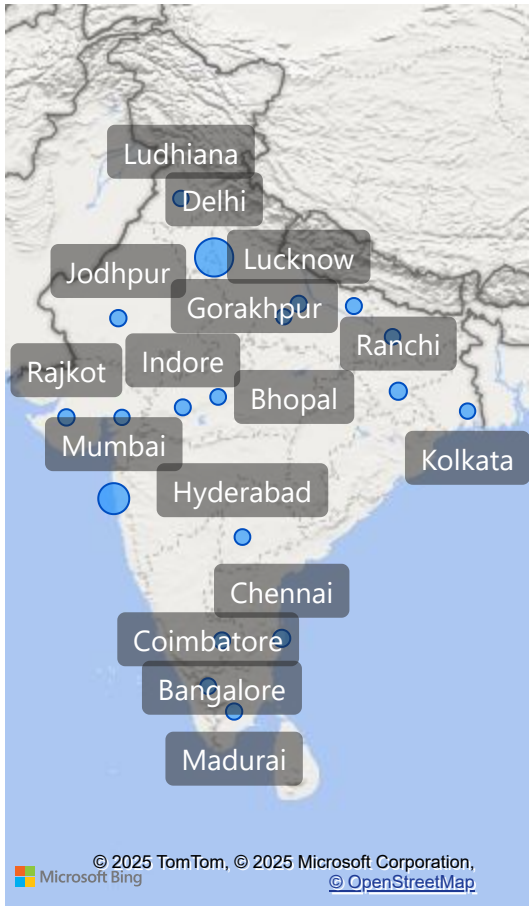 Ludhiana
Delhi
Lucknow
Jodhpur
Gorakhpur
Ranchi
Indore
Rajkot
Bhopal
Mumbai
Kolkata
Hyderabad
Chennai
Coimbatore
Bangalore
Madurai
© 2025 TomTom, © 2025 Microsoft Corporation,
Microsoft Bing
© OpenStreetMap